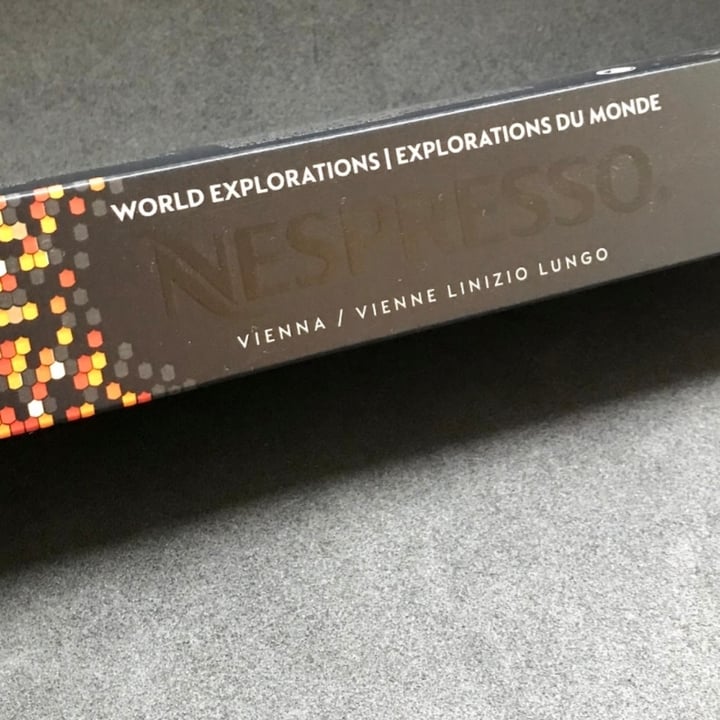 WORLD EXPLORATIONS | EXPLORATIONS DU MONDE
NESPRESSO
VIENNA / VIENNE LINIZIO LUNGO